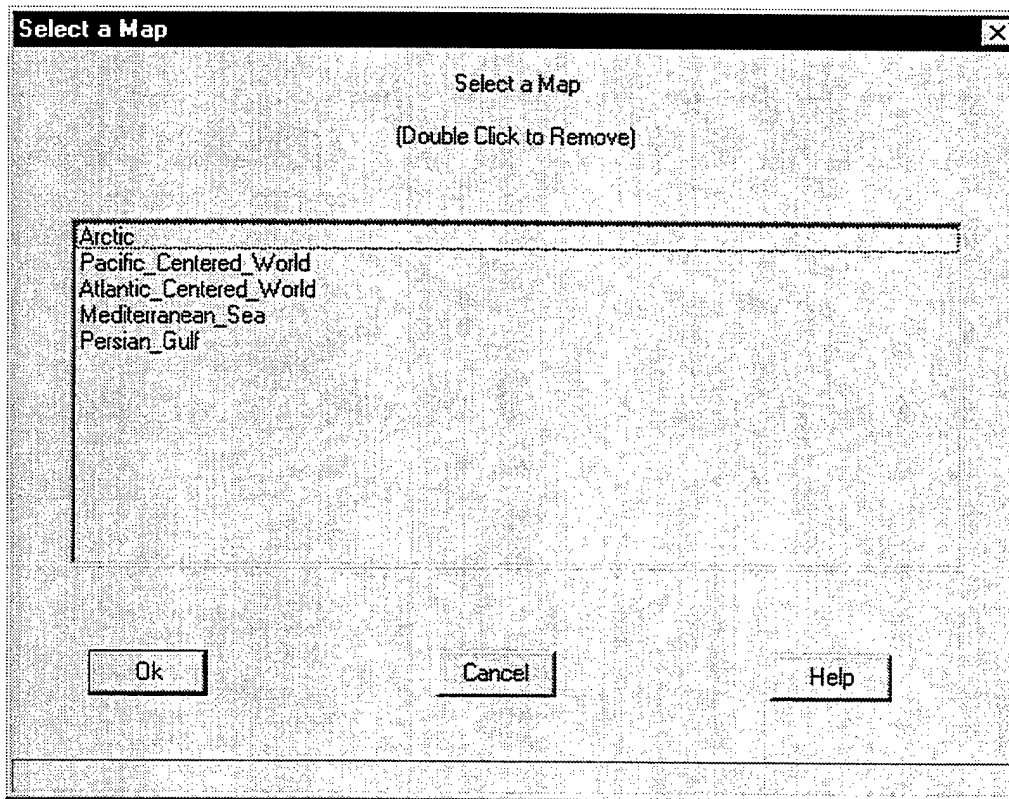 Select a Map
Select a Map
(Double Click to Remove)
Arctic
Pacific_Centered_World
Atlantic_Centered_World
Mediterranean_Sea
Persian_Gulf
Ok Cancel Help